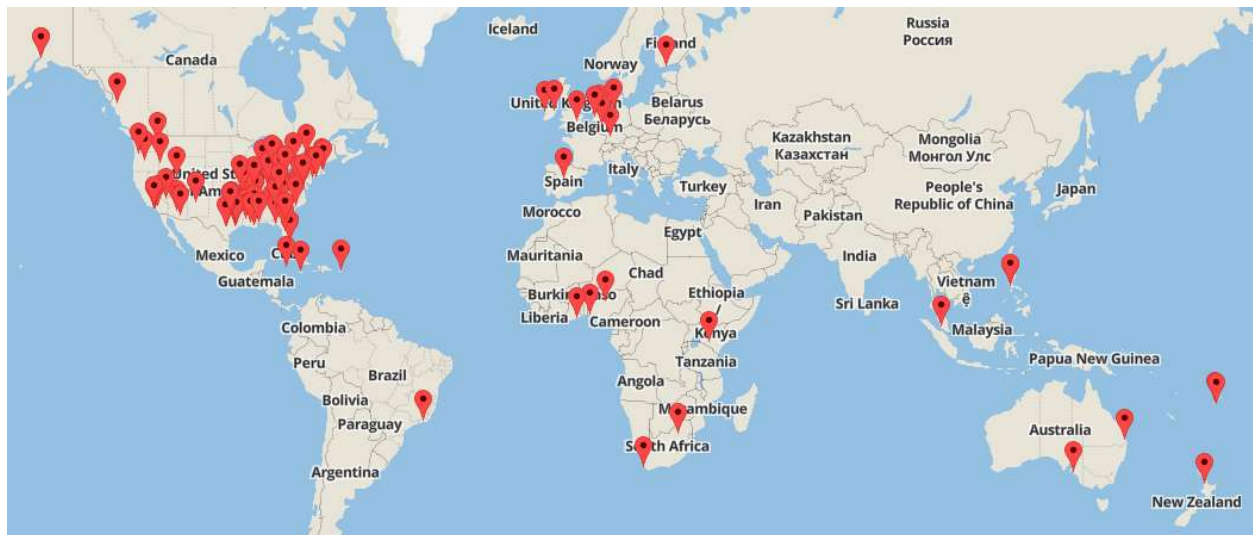 Iceland
Russia
Россия
Finland
Canada
Norway
United Kingdom
Belarus
Беларусь
Belgium
Kazakhstan
Казахстан
Mongolia
Монгол Улс
United States
Italy
Spain
Turkey
People's
Republic of China
Japan
Iran
Pakistan
Morocco
Egypt
Mexico
Cuba
Mauritania
India
Guatemala
Chad
Vietnam
ệ
Burkina Faso
Ethiopia
Sri Lanka
Liberia
Cameroon
Colombia
Kenya
Malaysia
Peru
Tanzania
Papua New Guinea
Brazil
Angola
Bolivia
Mozambique
Paraguay
Australia
South Africa
Argentina
New Zealand